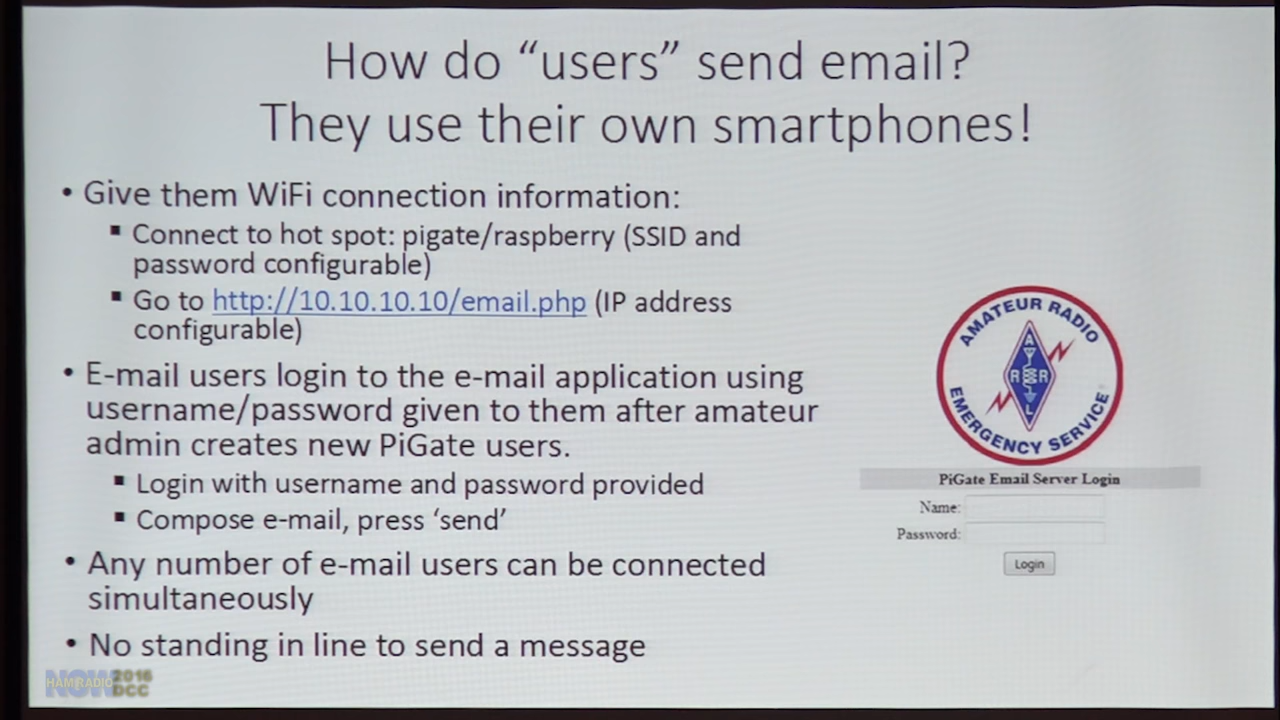 How do “users” send email?
They use their own smartphones!
• Give them WiFi connection information:
▪ Connect to hot spot: pigate/raspberry (SSID and
password configurable)
▪ Go to http://10.10.10.10/email.php (IP address
configurable)
• E-mail users login to the e-mail application using
username/password given to them after amateur
admin creates new PiGate users.
▪ Login with username and password provided
▪ Compose e-mail, press ‘send’
• Any number of e-mail users can be connected
simultaneously
• No standing in line to send a message
AMATEUR RADIO
A
R R
L
EMERGENCY SERVICE
PiGate Email Server Login
Name:
Password:
Login
HAM RADIO
NOW
2016
DCC